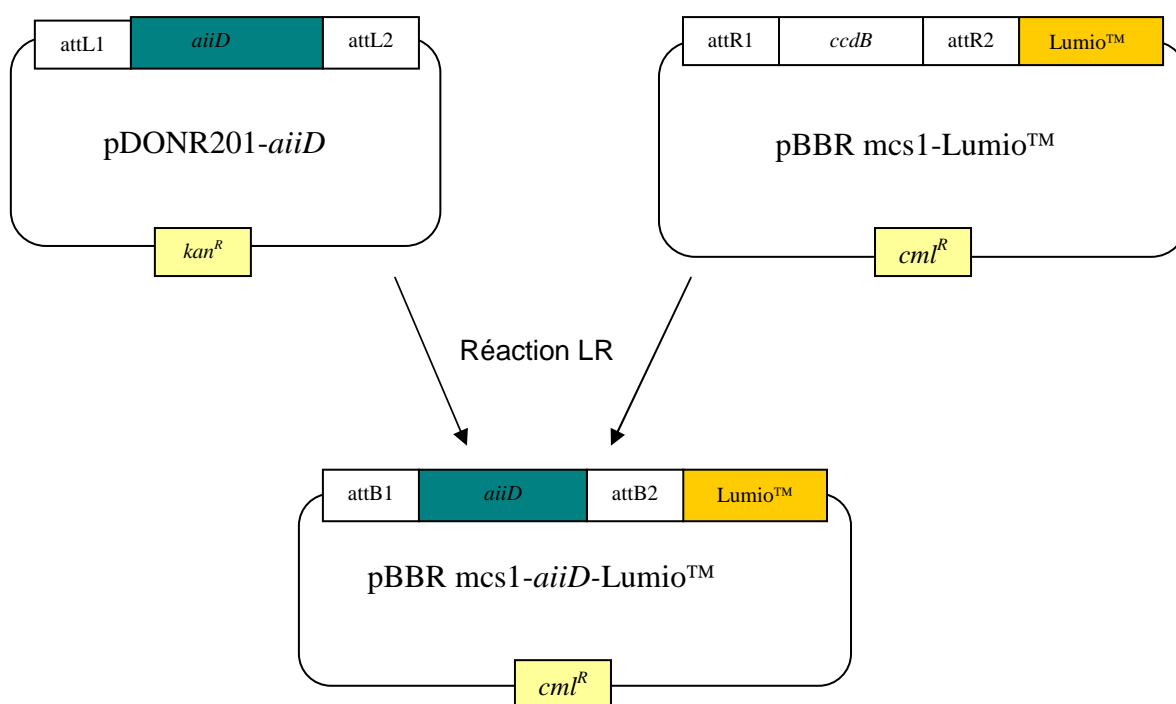 attL1 aiiD attL2
attR1 ccdB attR2 Lumio™
pDONR201-aiiD
pBBR mcs1-Lumio™
kanR
cmlR
Réaction LR
attB1 aiiD attB2 Lumio™
pBBR mcs1-aiiD-Lumio™
cmlR